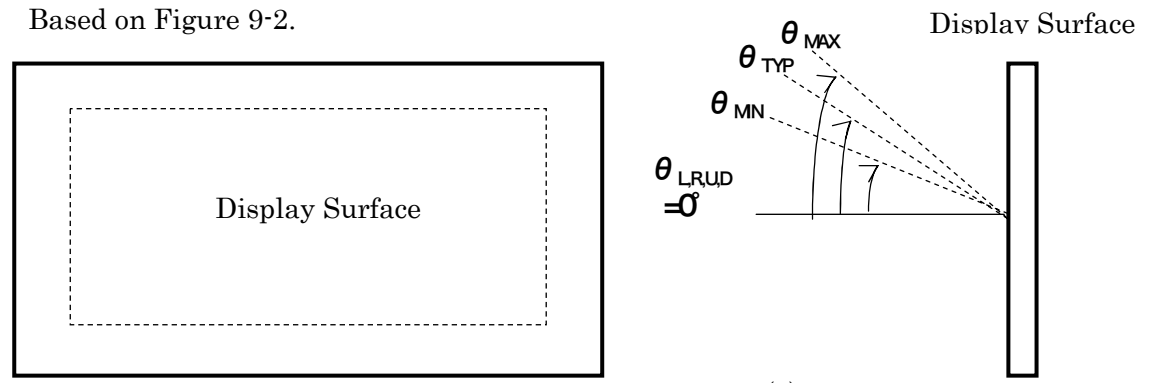 Based on Figure 9-2.
Display Surface
θ MAX
θ TYP
θ MIN
θ L,R,U,D
=0°
Display Surface